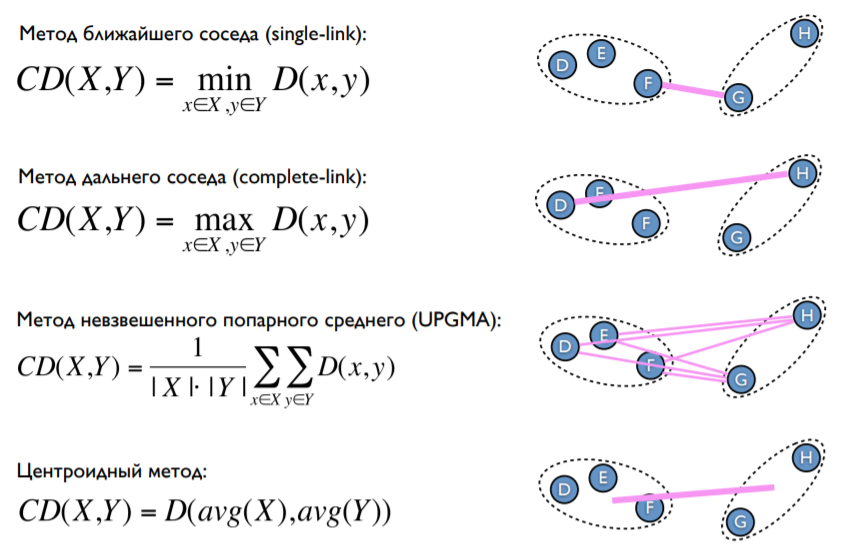 Метод ближайшего соседа (single-link):
CD(X,Y) = min D(x,y)
x∈X ,y∈Y
D E F G H
Метод дальнего соседа (complete-link):
CD(X,Y) = max D(x,y)
x∈X ,y∈Y
D E F G H
Метод невзвешенного попарного среднего (UPGMA):
CD(X,Y) = 1 / | X |· |Y | ∑ ∑ D(x,y)
x∈X y∈Y
D E F G H
Центроидный метод:
CD(X,Y) = D(avg(X),avg(Y))
D E F G H